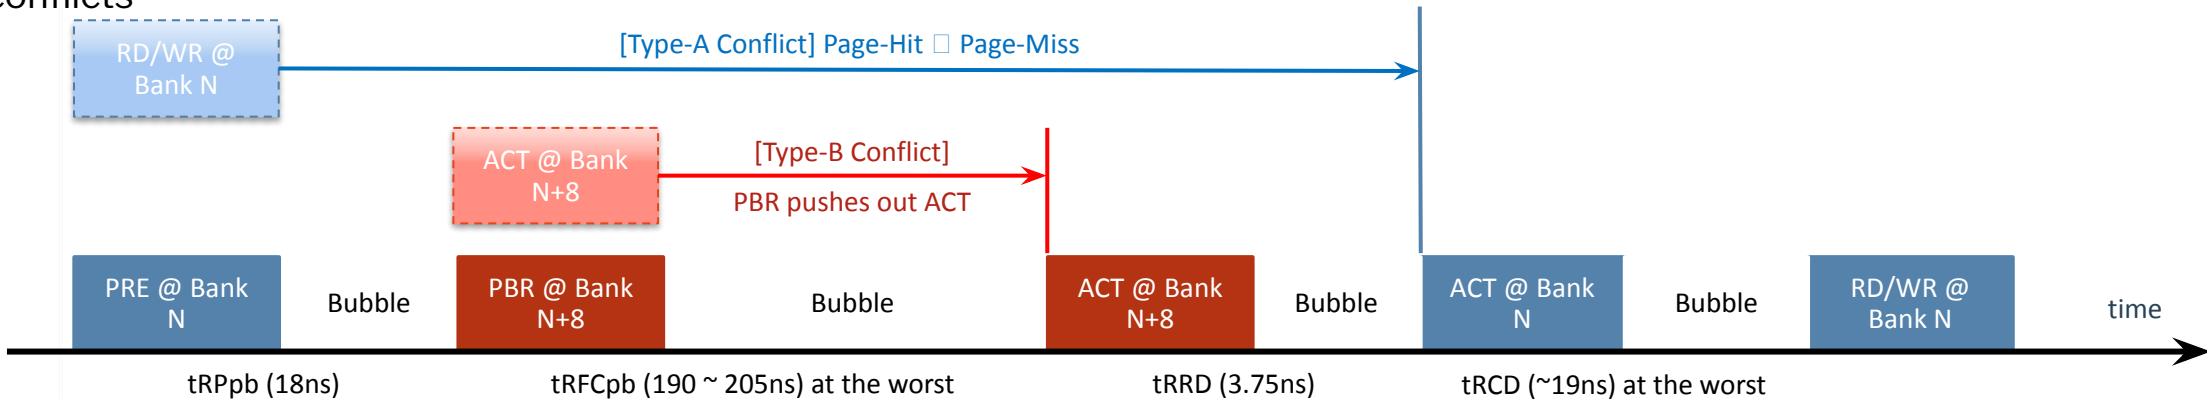 conflicts
RD/WR @
Bank N
[Type-A Conflict] Page-Hit □ Page-Miss
ACT @ Bank
N+8
[Type-B Conflict]
PBR pushes out ACT
PRE @ Bank
N
Bubble
PBR @ Bank
N+8
Bubble
ACT @ Bank
N+8
Bubble
ACT @ Bank
N
Bubble
RD/WR @
Bank N
time
tRPpb (18ns)
tRFCpb (190 ~ 205ns) at the worst
tRRD (3.75ns)
tRCD (~19ns) at the worst